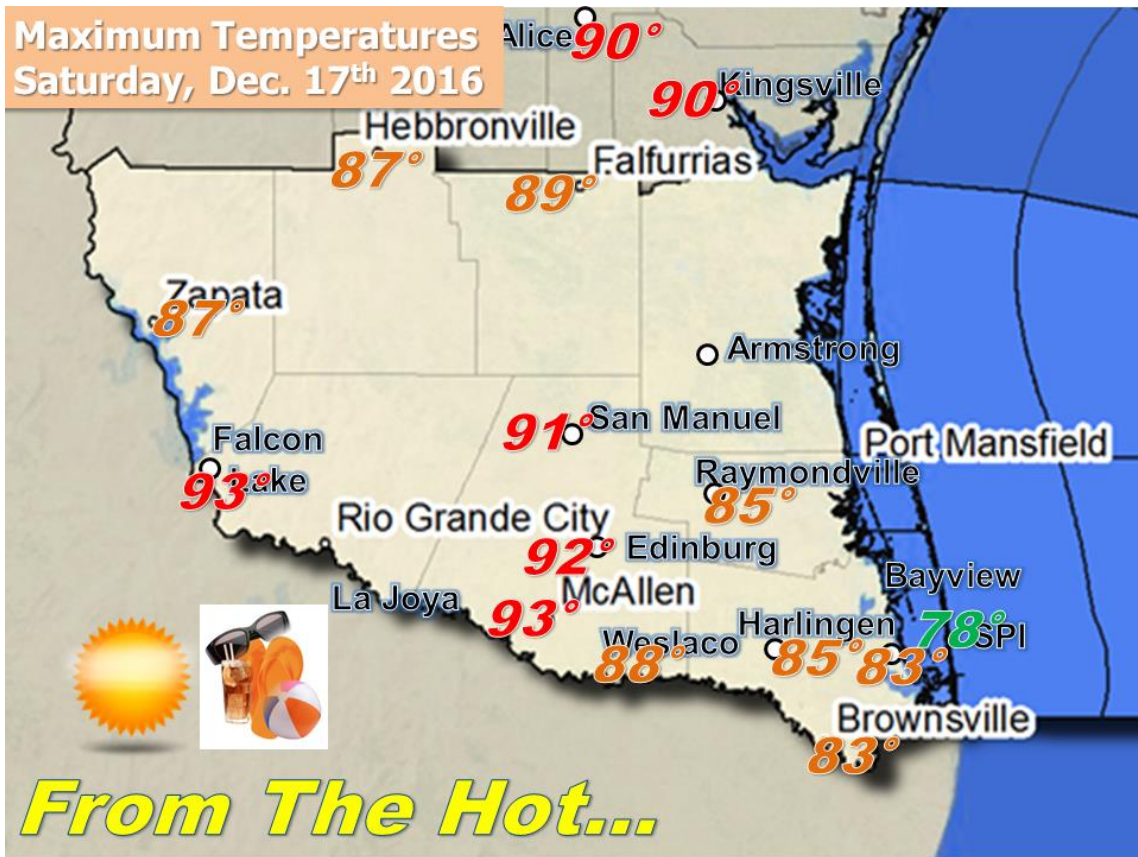 Maximum Temperatures
Saturday, Dec. 17th 2016
Alice
90°
Kingsville
90°
Hebbronville
87°
Falfurrias
89°
Zapata
87°
Armstrong
San Manuel
91°
Falcon
Lake
93°
Port Mansfield
Raymondville
85°
Rio Grande City
Edinburg
92°
Bayview
La Joya
McAllen
93°
Harlingen
78°
SPI
Weslaco
88°
85°
83°
Brownsville
83°
From The Hot...